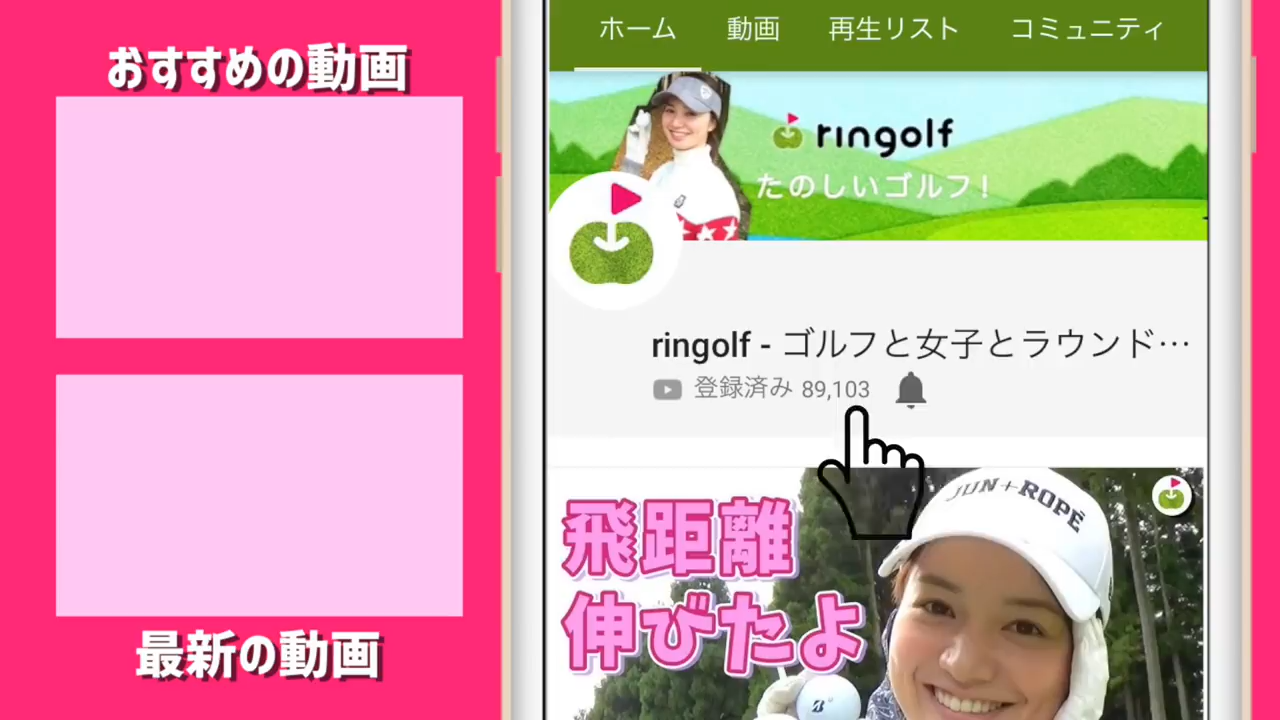 おすすめの動画
最新の動画
ホーム 動画 再生リスト コミュニティ
ringolf
たのしいゴルフ!
ringolf - ゴルフと女子とラウンド…
登録済み 89,103
JUN+ROPÉ
飛距離
伸びたよ
B